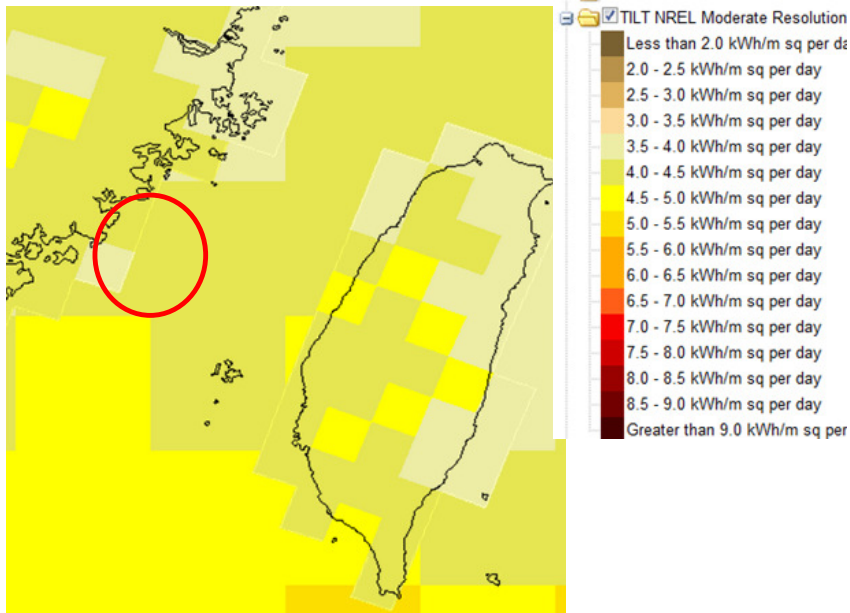 TILT NREL Moderate Resolution
Less than 2.0 kWh/m sq per da
2.0 - 2.5 kWh/m sq per day
2.5 - 3.0 kWh/m sq per day
3.0 - 3.5 kWh/m sq per day
3.5 - 4.0 kWh/m sq per day
4.0 - 4.5 kWh/m sq per day
4.5 - 5.0 kWh/m sq per day
5.0 - 5.5 kWh/m sq per day
5.5 - 6.0 kWh/m sq per day
6.0 - 6.5 kWh/m sq per day
6.5 - 7.0 kWh/m sq per day
7.0 - 7.5 kWh/m sq per day
7.5 - 8.0 kWh/m sq per day
8.0 - 8.5 kWh/m sq per day
8.5 - 9.0 kWh/m sq per day
Greater than 9.0 kWh/m sq per